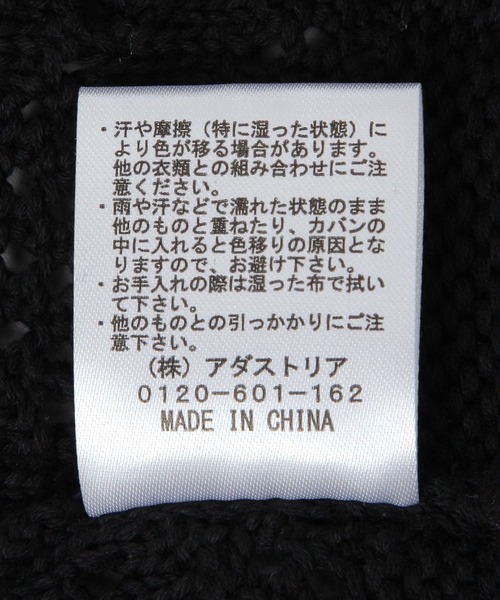 ・汗や摩擦（特に湿った状態）に
より色が移る場合があります。
他の衣類との組み合わせにご注
意ください。
・雨や汗などで濡れた状態のまま
他のものと重ねたり、カバンの
中に入れると色移りの原因とな
りますので、お避け下さい。
・お手入れの際は湿った布で拭い
て下さい。
・他のものとの引っかかりにご注
意下さい。
（株）アダストリア
0120−601−162
MADE IN CHINA